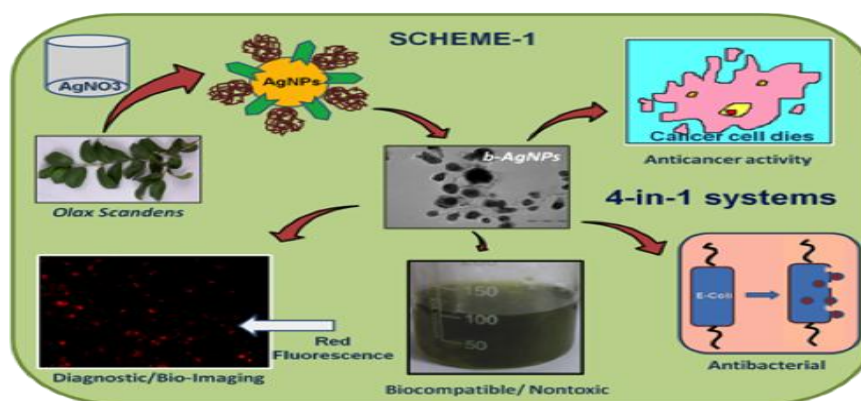 SCHEME-1
AgNO3
AgNPs
Olax Scandens
b-AgNPs
Cancer cell dies
Anticancer activity
4-in-1 systems
Red
Fluorescence
Diagnostic/Bio-Imaging
150
100
50
Biocompatible/ Nontoxic
E-Coli
Antibacterial